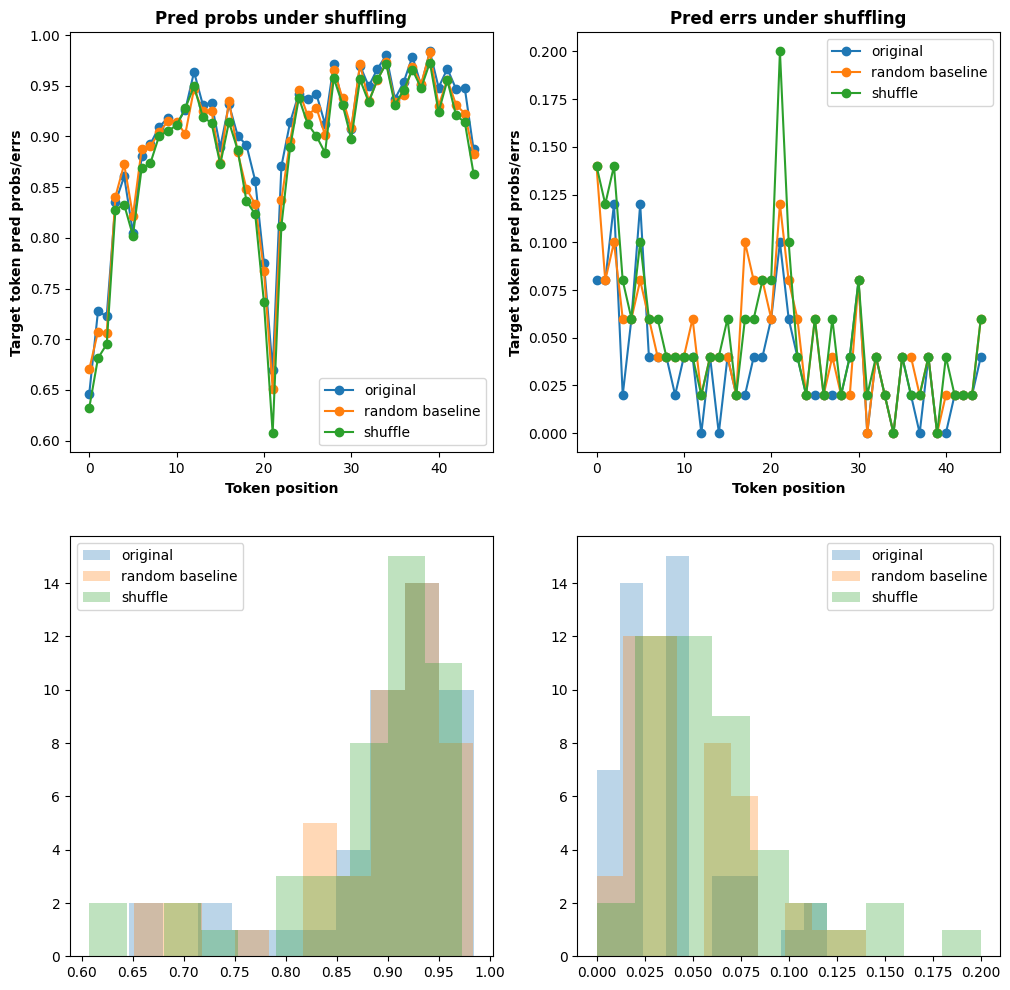 Pred probs under shuffling
Target token pred probs/errs
1.00
0.95
0.90
0.85
0.80
0.75
0.70
0.65
0.60
original
random baseline
shuffle
0 10 20 30 40
Token position
Pred errs under shuffling
Target token pred probs/errs
0.200
0.175
0.150
0.125
0.100
0.075
0.050
0.025
0.000
original
random baseline
shuffle
0 10 20 30 40
Token position
original
random baseline
shuffle
14
12
10
8
6
4
2
0
0.60 0.65 0.70 0.75 0.80 0.85 0.90 0.95 1.00
original
random baseline
shuffle
14
12
10
8
6
4
2
0
0.000 0.025 0.050 0.075 0.100 0.125 0.150 0.175 0.200